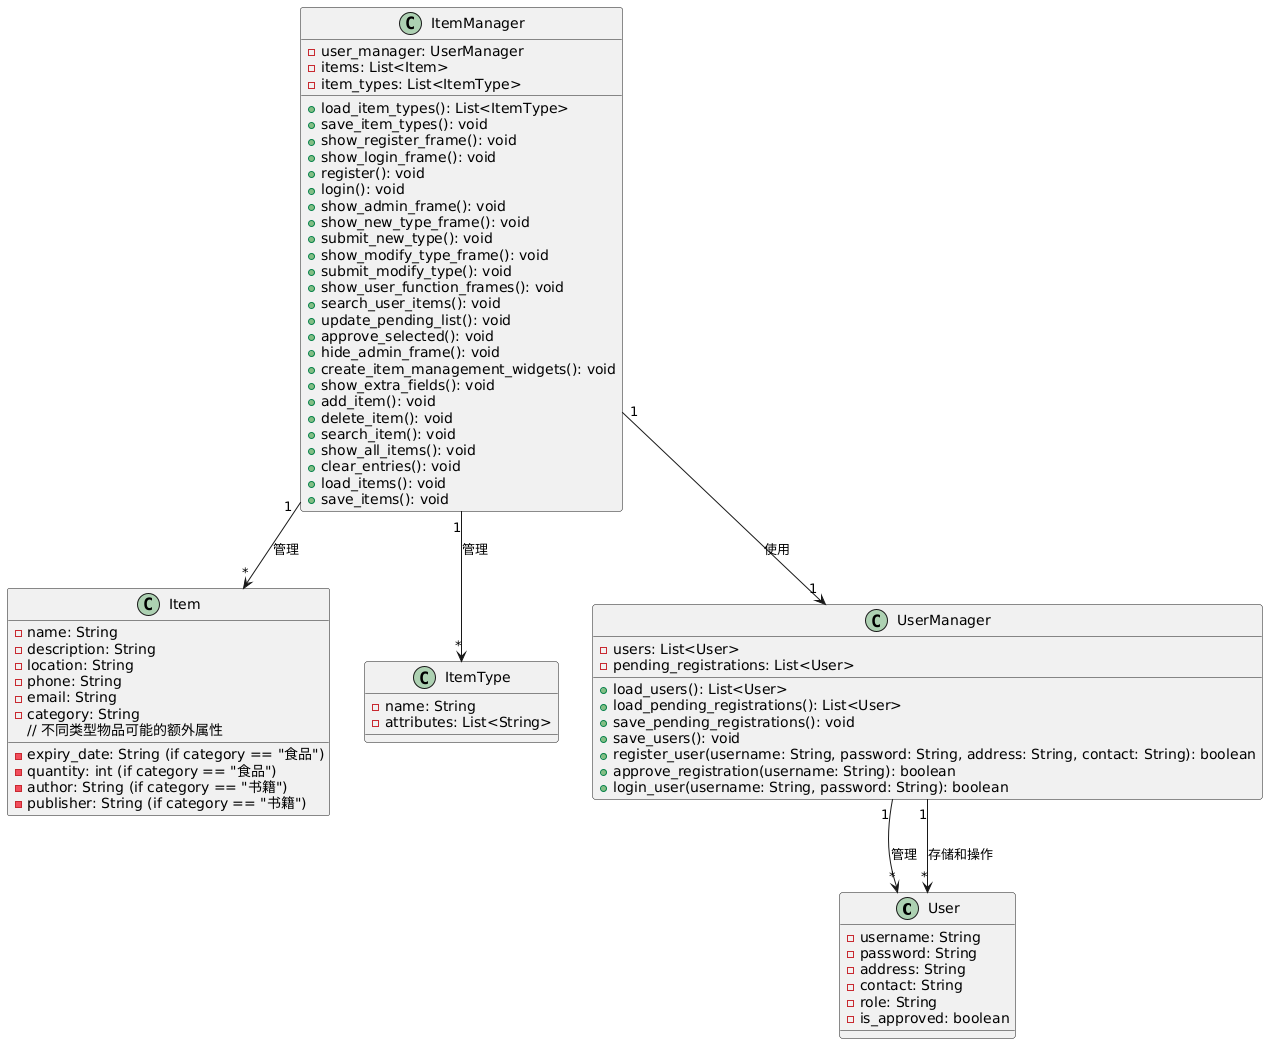 C ItemManager
user_manager: UserManager
items: List<Item>
item_types: List<ItemType>
load_item_types(): List<ItemType>
save_item_types(): void
show_register_frame(): void
show_login_frame(): void
register(): void
login(): void
show_admin_frame(): void
show_new_type_frame(): void
submit_new_type(): void
show_modify_type_frame(): void
submit_modify_type(): void
show_user_function_frames(): void
search_user_items(): void
update_pending_list(): void
approve_selected(): void
hide_admin_frame(): void
create_item_management_widgets(): void
show_extra_fields(): void
add_item(): void
delete_item(): void
search_item(): void
show_all_items(): void
clear_entries(): void
load_items(): void
save_items(): void
1
管理
*
1
管理
*
1
使用
1
C Item
name: String
description: String
location: String
phone: String
email: String
category: String
// 不同类型物品可能的额外属性
expiry_date: String (if category == "食品")
quantity: int (if category == "食品")
author: String (if category == "书籍")
publisher: String (if category == "书籍")
C ItemType
name: String
attributes: List<String>
C UserManager
users: List<User>
pending_registrations: List<User>
load_users(): List<User>
load_pending_registrations(): List<User>
save_pending_registrations(): void
save_users(): void
register_user(username: String, password: String, address: String, contact: String): boolean
approve_registration(username: String): boolean
login_user(username: String, password: String): boolean
1
管理
*
1
存储和操作
*
C User
username: String
password: String
address: String
contact: String
role: String
is_approved: boolean